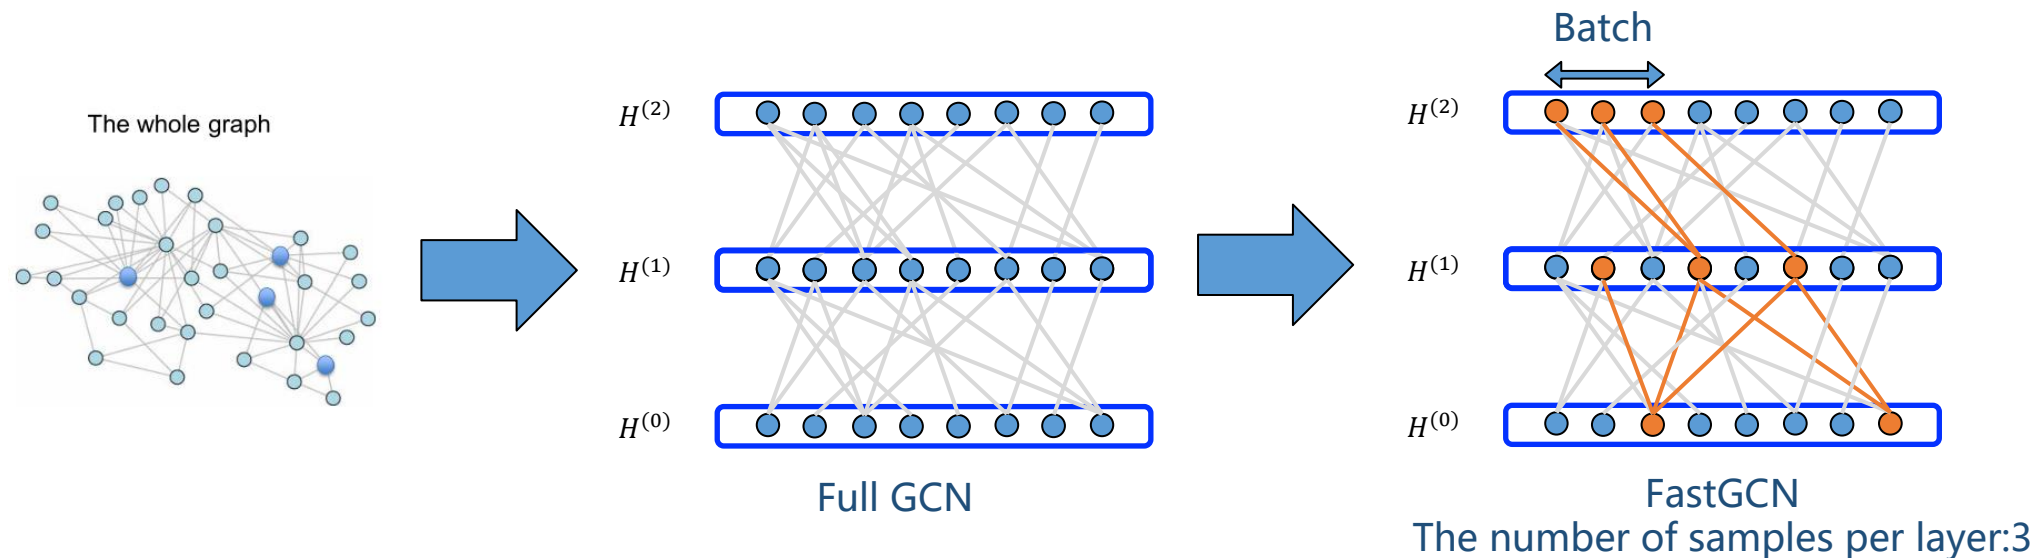 The whole graph
H^{(2)}
H^{(1)}
H^{(0)}
Full GCN
Batch
H^{(2)}
H^{(1)}
H^{(0)}
FastGCN
The number of samples per layer:3